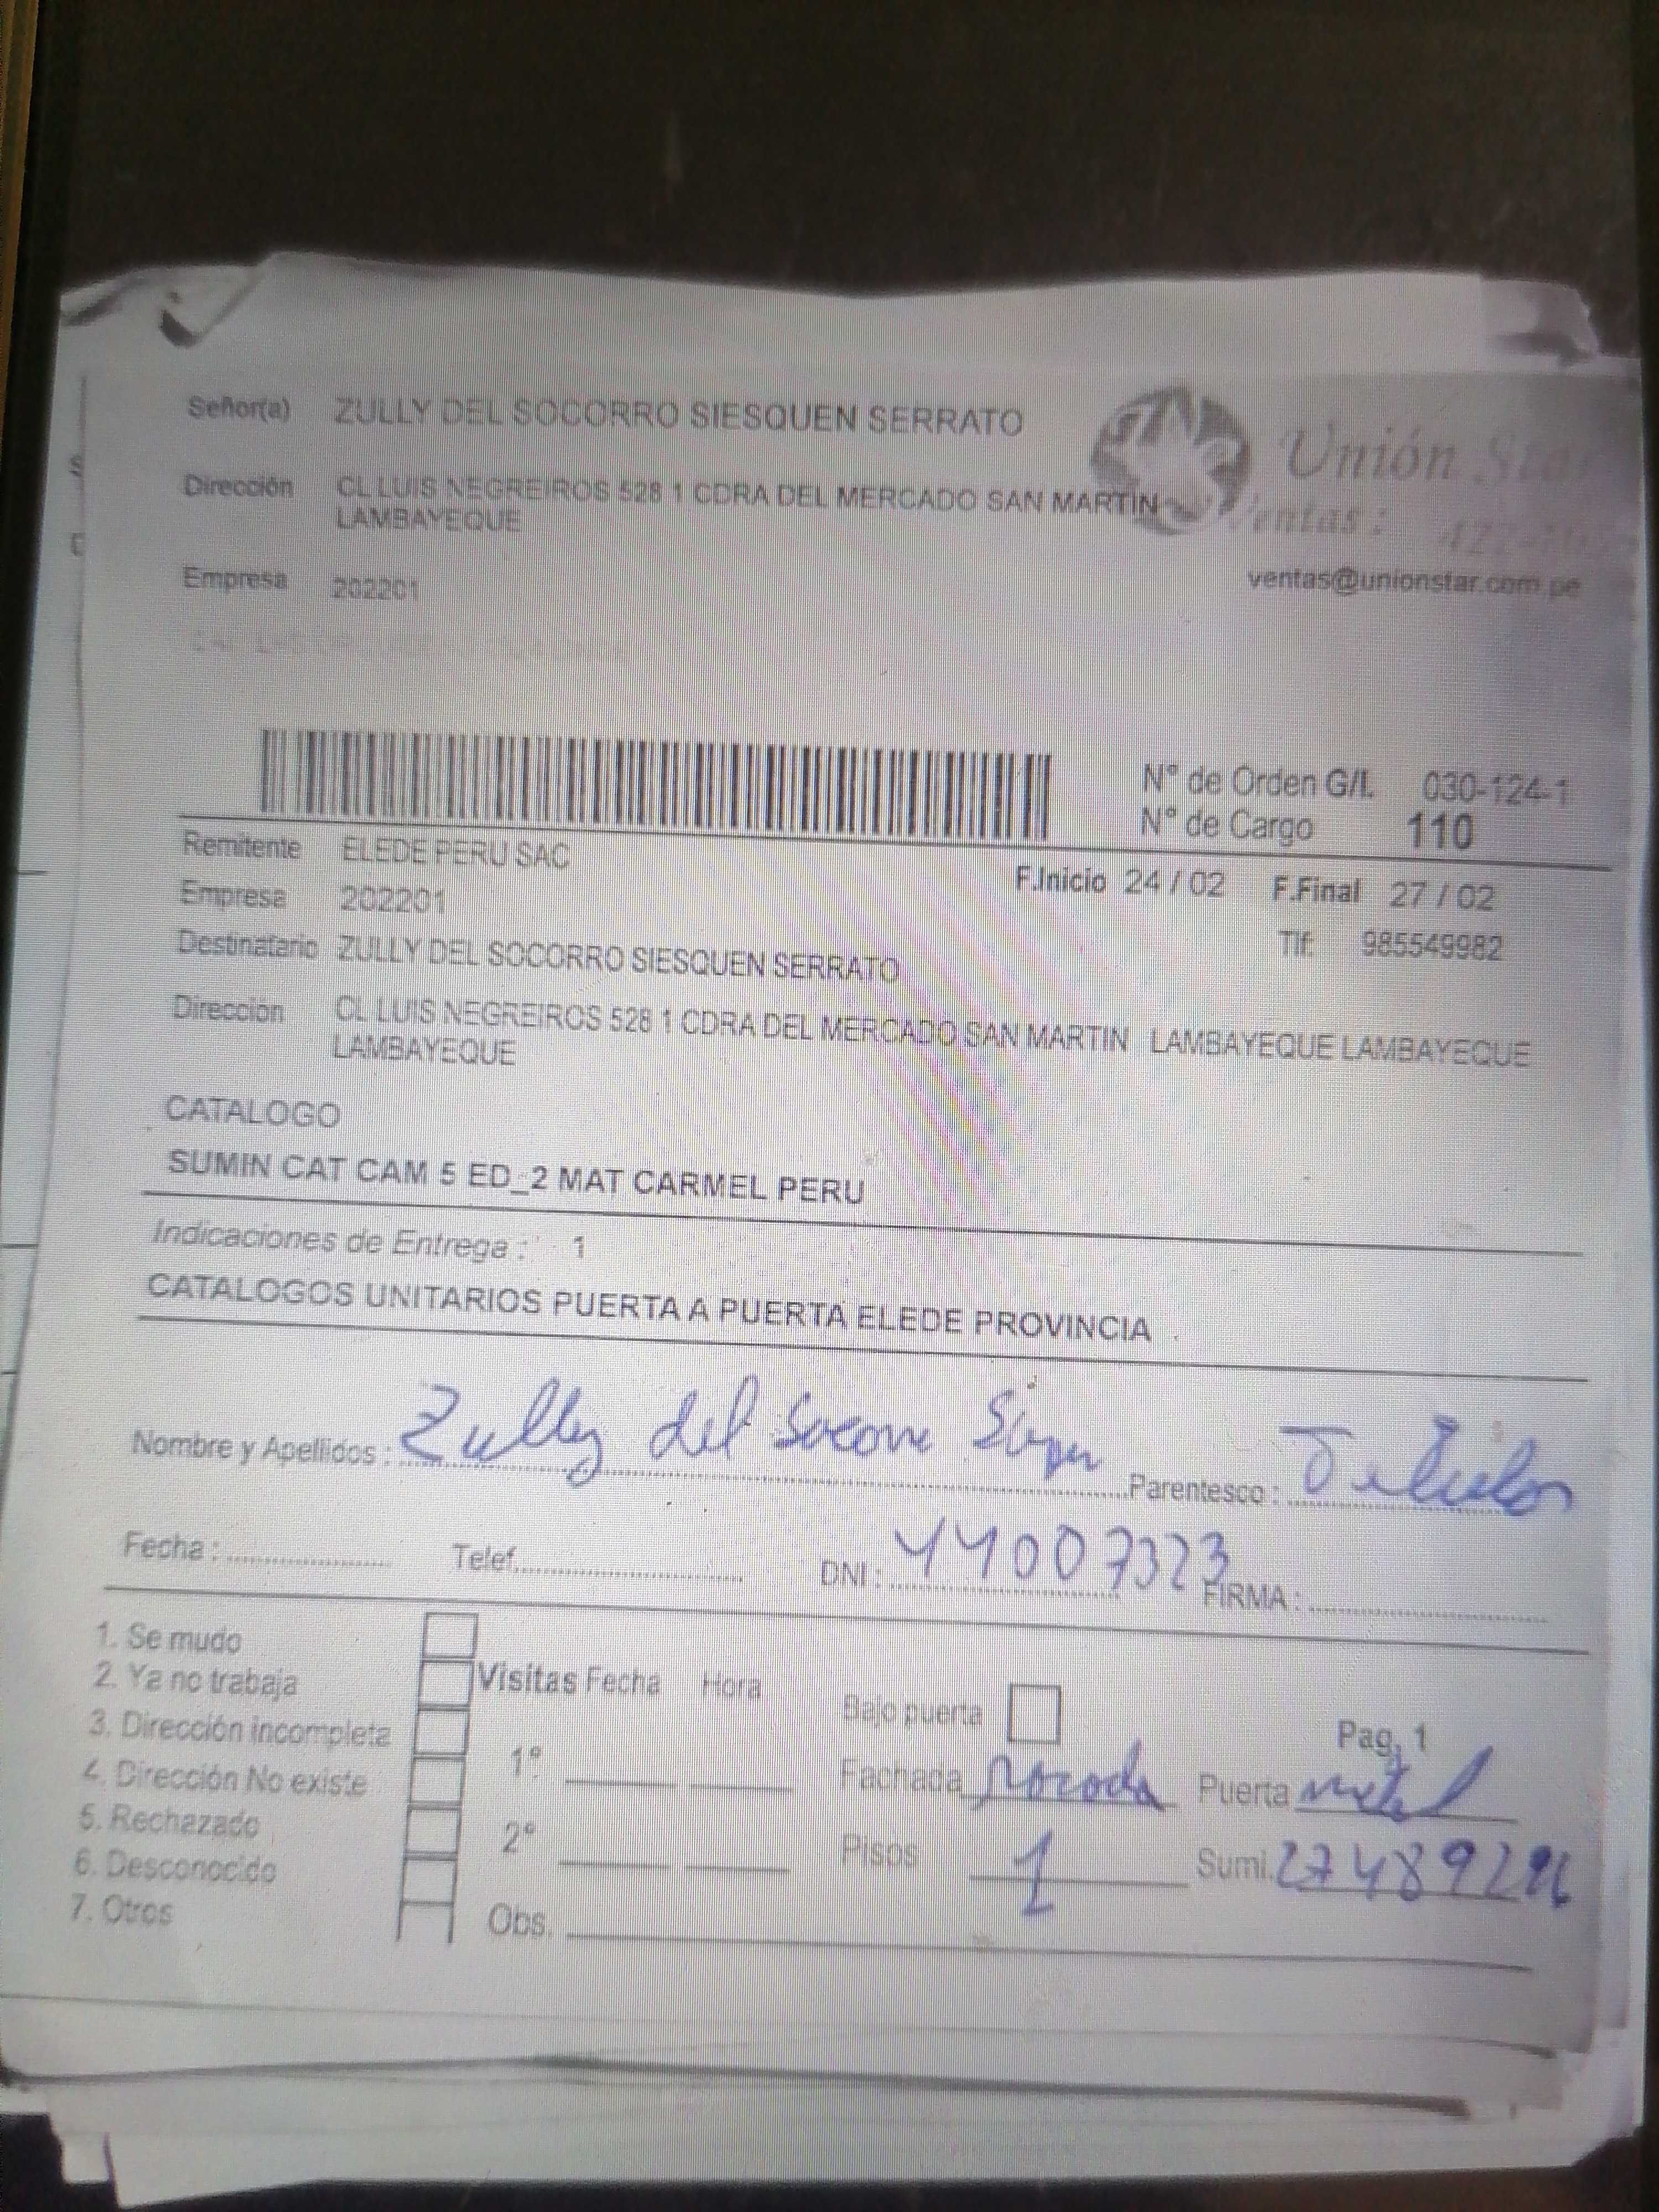 Señor(a) ZULLY DEL SOCORRO SIESQUEN SERRATO
Unión Star
Dirección CL LUIS NEGREIROS 528 1 CDRA DEL MERCADO SAN MARTIN
LAMBAYEQUE
Ventas :
Empresa 202201
ventas@unionstar.com.pe
N° de Orden G/L 030-124-1
N° de Cargo 110
Remitente ELEDE PERU SAC
F.Inicio 24 / 02 F.Final 27 / 02
Empresa 202201
Tlf: 985549982
Destinatario ZULLY DEL SOCORRO SIESQUEN SERRATO
Dirección CL LUIS NEGREIROS 528 1 CDRA DEL MERCADO SAN MARTIN LAMBAYEQUE LAMBAYEQUE
LAMBAYEQUE
CATALOGO
SUMIN CAT CAM 5 ED_2 MAT CARMEL PERU
Indicaciones de Entrega : 1
CATALOGOS UNITARIOS PUERTA A PUERTA ELEDE PROVINCIA
Nombre y Apellidos : Zully del Parentesco : Titular
Fecha : Telef. DNI : 44007323 FIRMA :
1. Se mudo
2. Ya no trabaja
3. Dirección incompleta
4. Dirección No existe
5. Rechazado
6. Desconocido
7. Otros
Visitas Fecha Hora
1°
2°
Obs.
Bajo puerta
Pag. 1
Fachada Puerta metal
Pisos 1 Sumi.